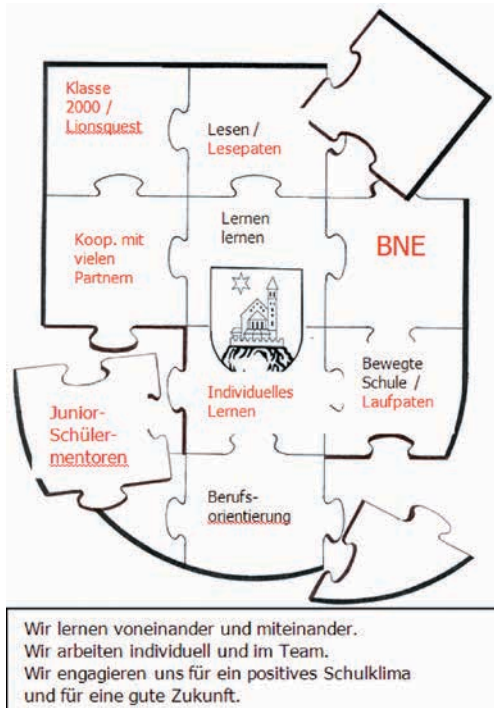 Klasse
2000 /
Lionsquest
Lesen /
Lesepaten
Koop. mit
vielen
Partnern
Lernen
lernen
BNE
Junior-
Schüler-
mentoren
Individuelles
Lernen
Bewegte
Schule /
Laufpaten
Berufs-
orientierung
Wir lernen voneinander und miteinander.
Wir arbeiten individuell und im Team.
Wir engagieren uns für ein positives Schulklima
und für eine gute Zukunft.